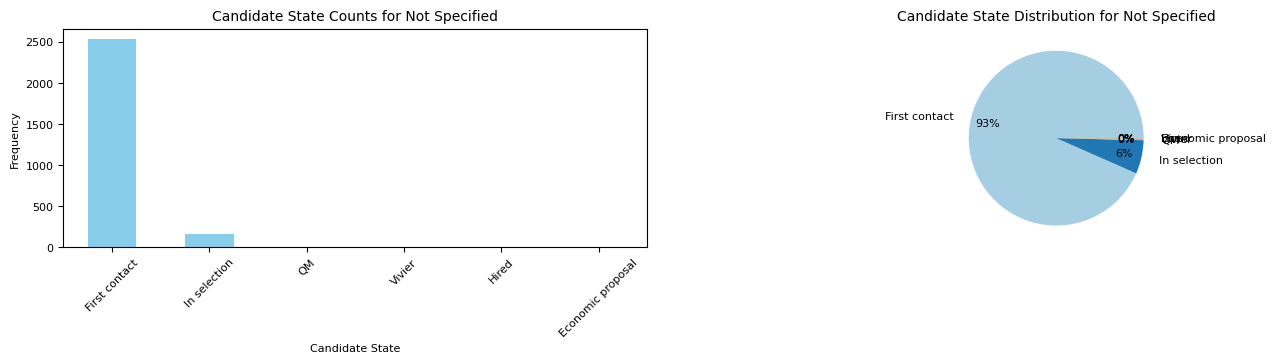 Candidate State Counts for Not Specified
2500
2000
1500
1000
500
0
Frequency
First contact
In selection
QM
Vivier
Hired
Economic proposal
Candidate State
Candidate State Distribution for Not Specified
First contact
93%
0%
Economic proposal
6%
In selection